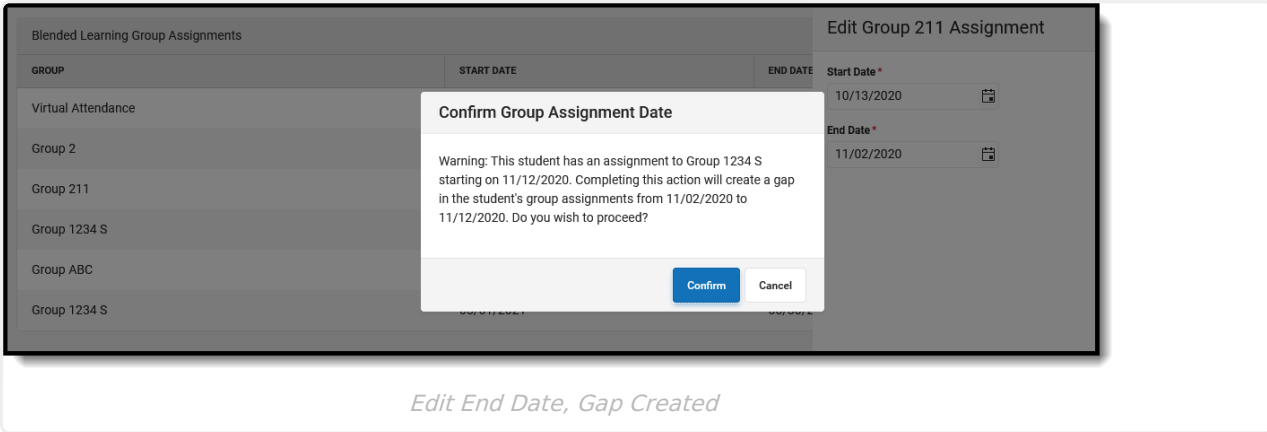 Blended Learning Group Assignments
GROUP START DATE END DATE
Virtual Attendance
Group 2
Group 211
Group 1234 S
Group ABC
Group 1234 S
Edit Group 211 Assignment
Start Date *
10/13/2020
End Date *
11/02/2020
Confirm Group Assignment Date
Warning: This student has an assignment to Group 1234 S
starting on 11/12/2020. Completing this action will create a gap
in the student's group assignments from 11/02/2020 to
11/12/2020. Do you wish to proceed?
Confirm Cancel
Edit End Date, Gap Created